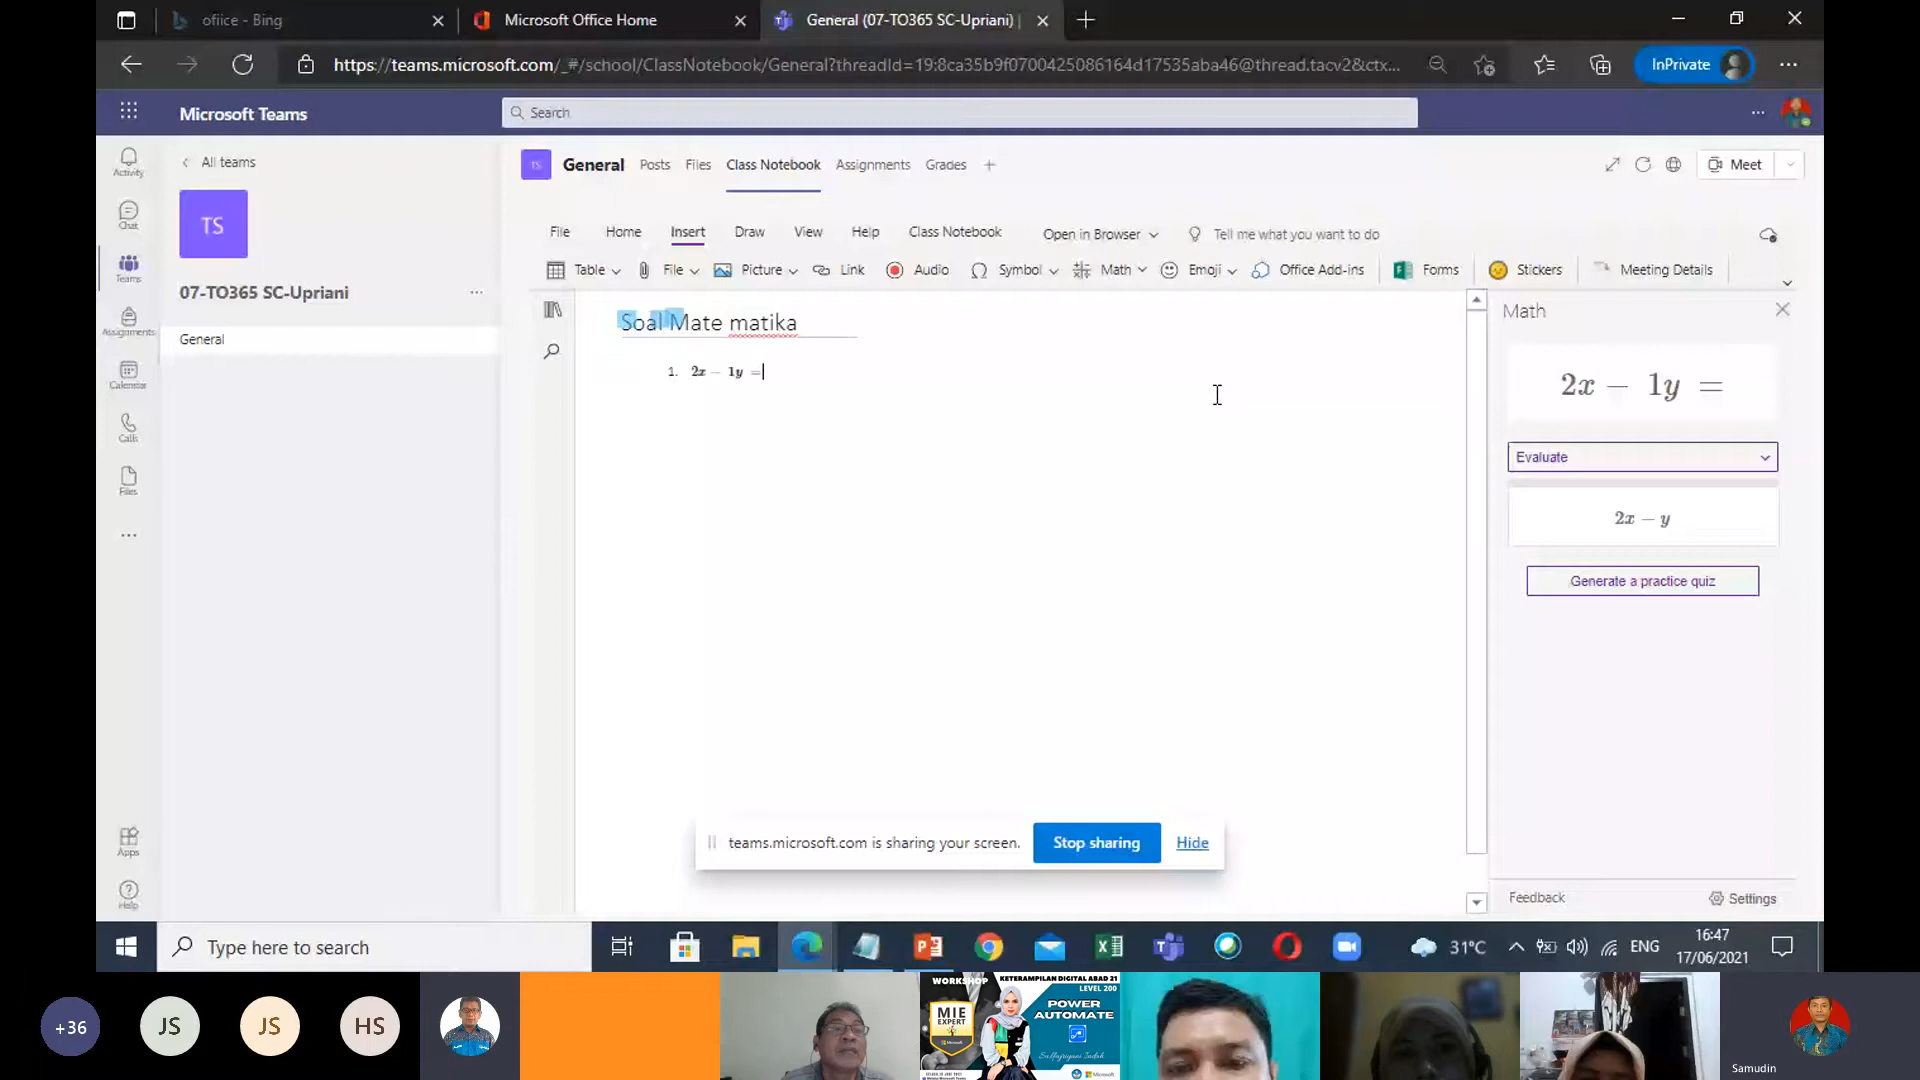 ofiice - Bing
Microsoft Office Home
General (07-TO365 SC-Upriani) |
https://teams.microsoft.com/_#/school/ClassNotebook/General?threadId=19:8ca35b9f0700425086164d17535aba46@thread.tacv2&ctx...
InPrivate
Microsoft Teams
Search
Activity
Chat
Teams
Assignments
Calendar
Calls
Files
Apps
Help
All teams
TS
07-TO365 SC-Upriani
General
TS
General Posts Files Class Notebook Assignments Grades
Meet
File Home Insert Draw View Help Class Notebook Open in Browser Tell me what you want to do
Table File Picture Link Audio Symbol Math Emoji Office Add-ins Forms Stickers Meeting Details
Soal Mate matika
1. 2x − 1y =
Math
2x − 1y =
Evaluate
2x − y
Generate a practice quiz
Feedback
Settings
teams.microsoft.com is sharing your screen.
Stop sharing
Hide
Type here to search
31°C
ENG
16:47
17/06/2021
+36
JS
JS
HS
WORKSHOP
KETERAMPILAN DIGITAL ABAD 21
LEVEL 200
MIE
EXPERT
POWER
AUTOMATE
Microsoft
Samudin